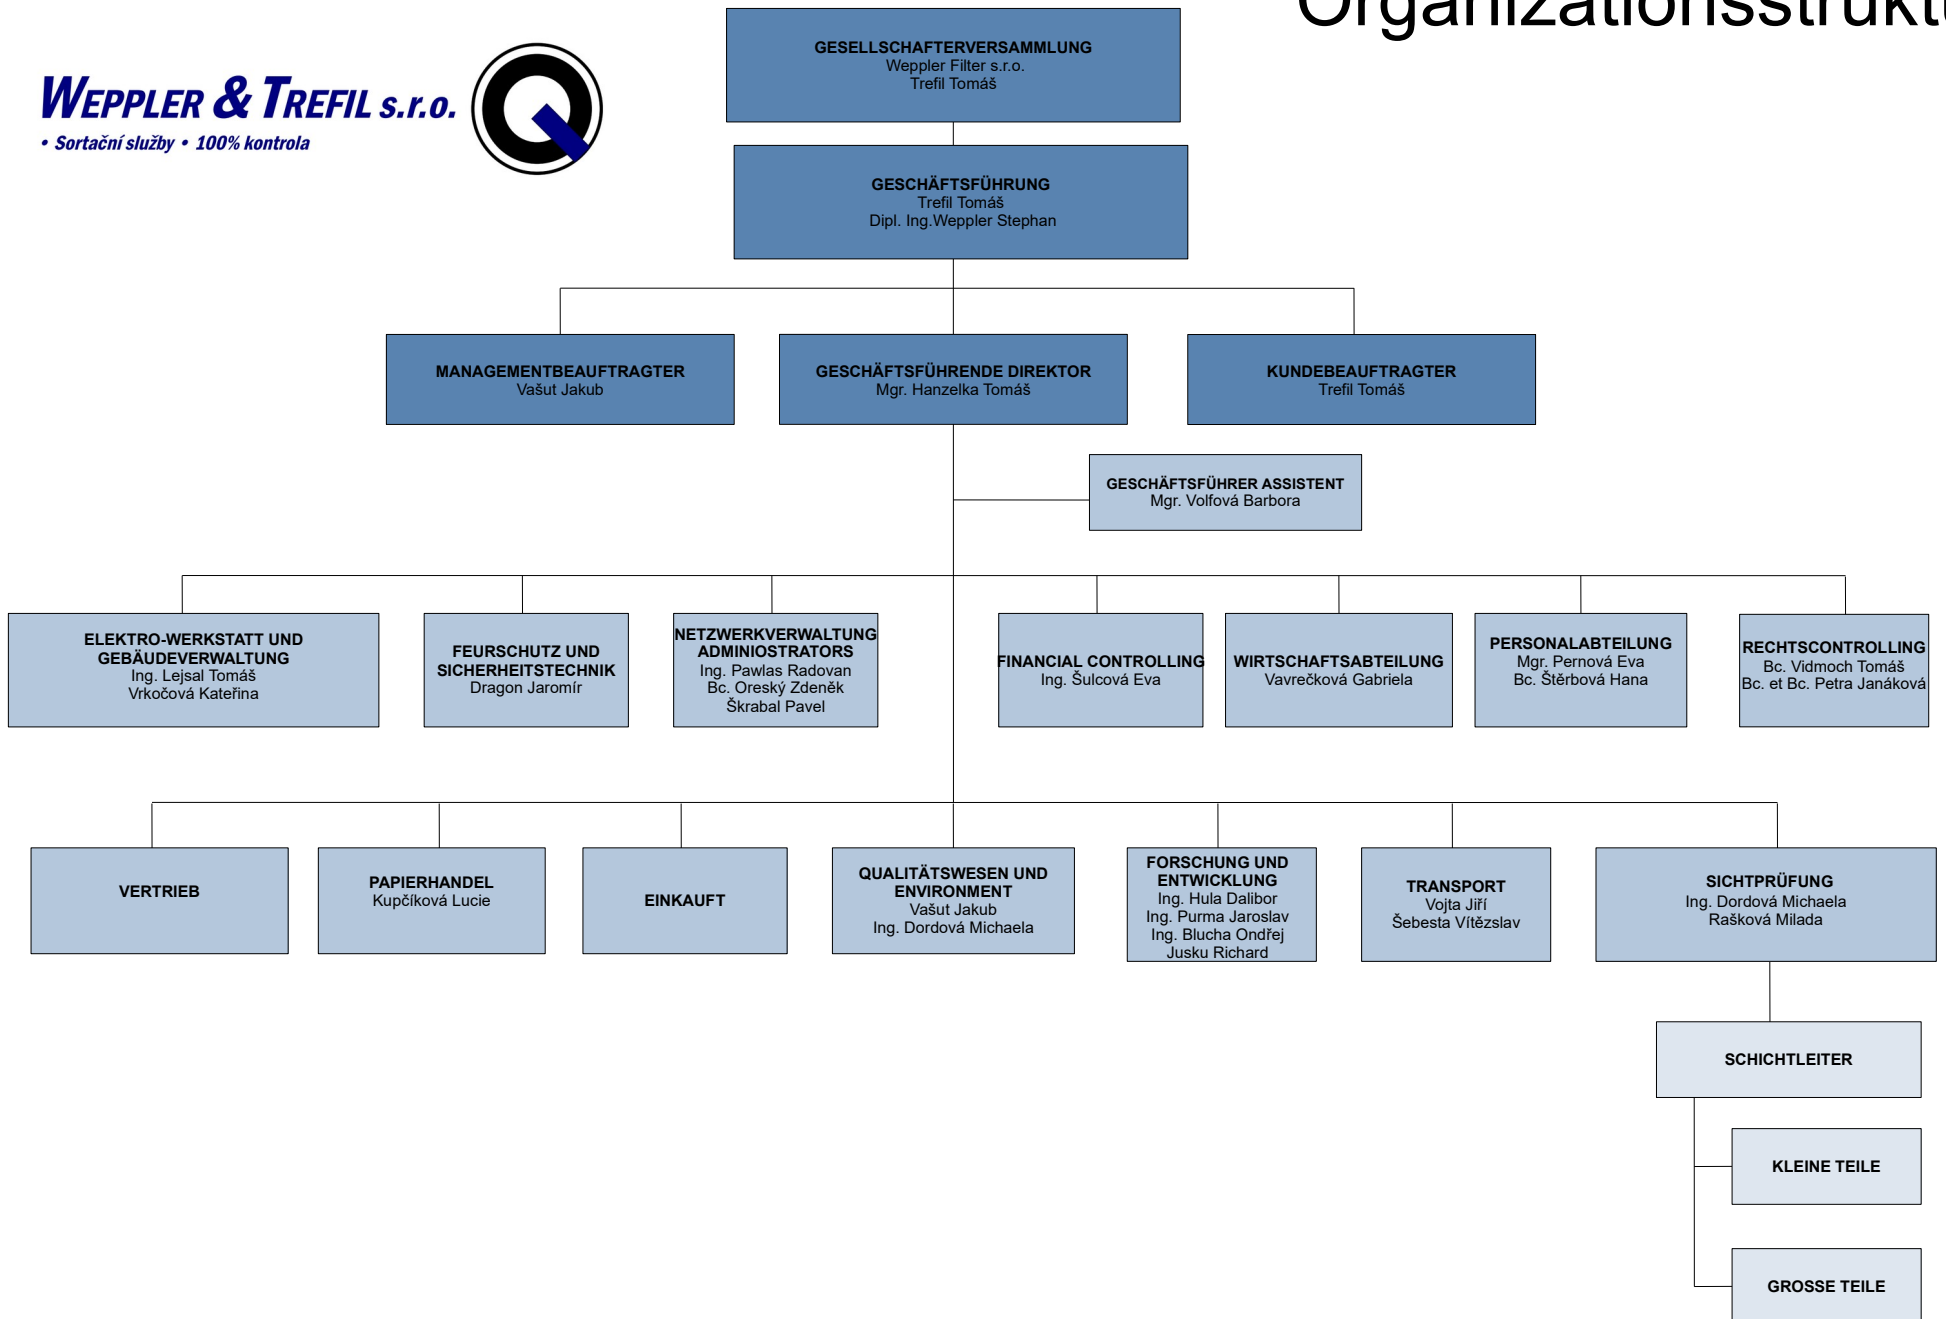 Organizationsstruktu
WEPPLER & TREFIL s.r.o.
• Sortační služby • 100% kontrola
GESELLSCHAFTERVERSAMMLUNG
Weppler Filter s.r.o.
Trefil Tomáš
GESCHÄFTSFÜHRUNG
Trefil Tomáš
Dipl. Ing.Weppler Stephan
MANAGEMENTBEAUFTRAGTER
Vašut Jakub
GESCHÄFTSFÜHRENDE DIREKTOR
Mgr. Hanzelka Tomáš
KUNDEBEAUFTRAGTER
Trefil Tomáš
GESCHÄFTSFÜHRER ASSISTENT
Mgr. Volfová Barbora
ELEKTRO-WERKSTATT UND
GEBÄUDEVERWALTUNG
Ing. Lejsal Tomáš
Vrkočová Kateřina
FEURSCHUTZ UND
SICHERHEITSTECHNIK
Dragon Jaromír
NETZWERKVERWALTUNG
ADMINIOSTRATORS
Ing. Pawlas Radovan
Bc. Oreský Zdeněk
Škrabal Pavel
FINANCIAL CONTROLLING
Ing. Šulcová Eva
WIRTSCHAFTSABTEILUNG
Vavrečková Gabriela
PERSONALABTEILUNG
Mgr. Pernová Eva
Bc. Štěrbová Hana
RECHTSCONTROLLING
Bc. Vidmoch Tomáš
Bc. et Bc. Petra Janáková
VERTRIEB
PAPIERHANDEL
Kupčíková Lucie
EINKAUFT
QUALITÄTSWESEN UND
ENVIRONMENT
Vašut Jakub
Ing. Dordová Michaela
FORSCHUNG UND
ENTWICKLUNG
Ing. Hula Dalibor
Ing. Purma Jaroslav
Ing. Blucha Ondřej
Jusku Richard
TRANSPORT
Vojta Jiří
Šebesta Vítězslav
SICHTPRÜFUNG
Ing. Dordová Michaela
Rašková Milada
SCHICHTLEITER
KLEINE TEILE
GROSSE TEILE